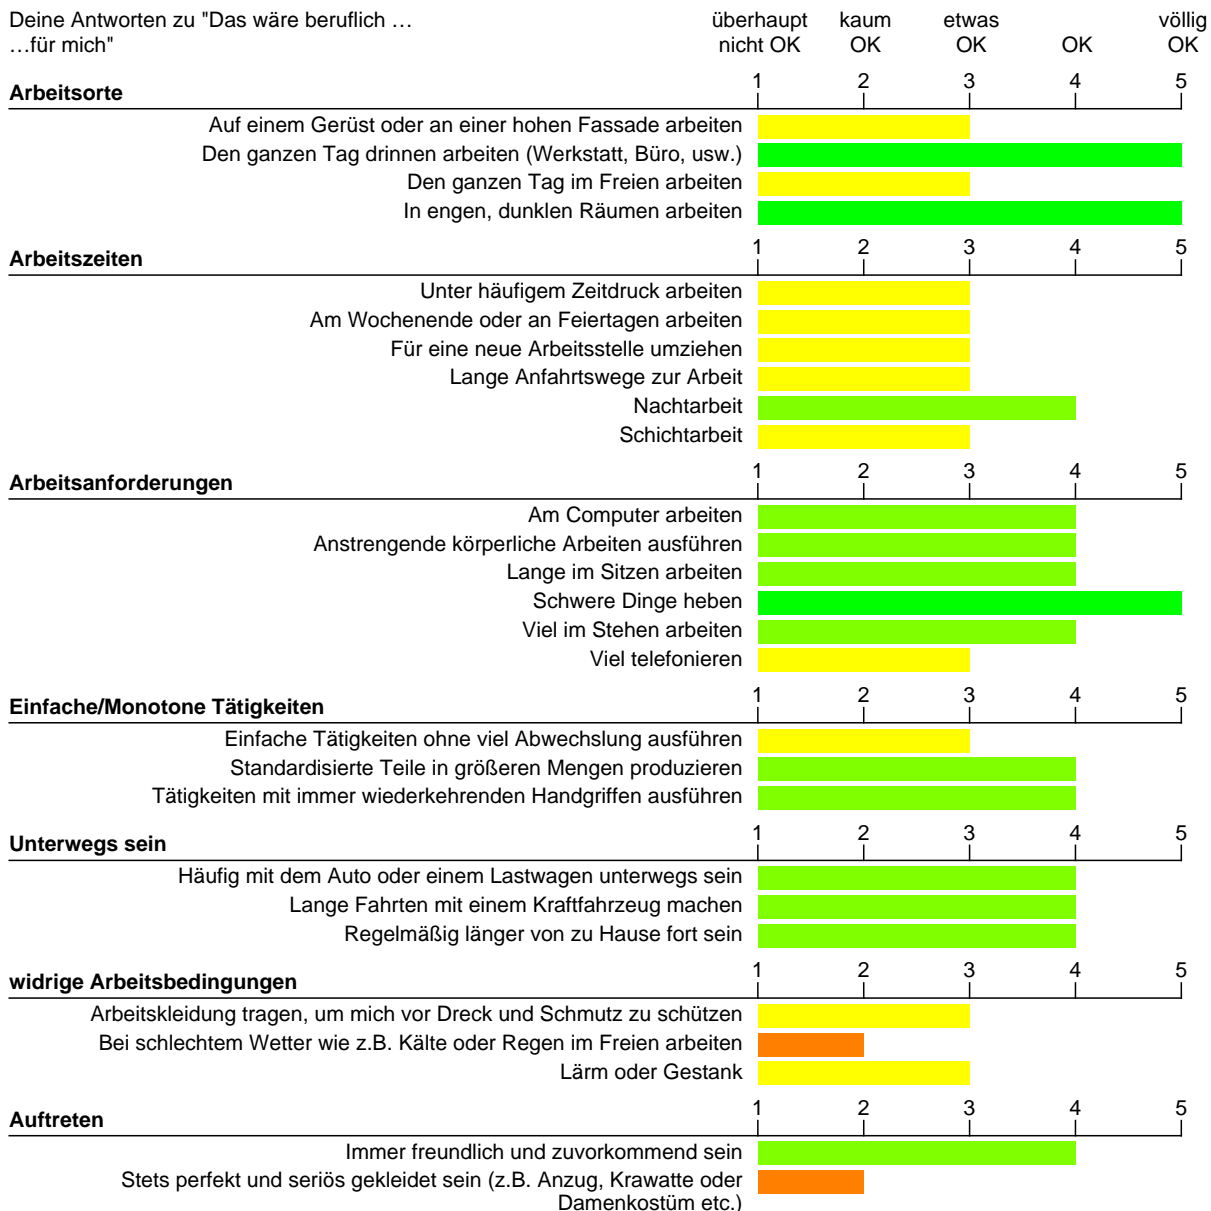 Deine Antworten zu "Das wäre beruflich … überhaupt kaum etwas völlig
…für mich" nicht OK OK OK OK OK
Arbeitsorte 1 2 3 4 5
Auf einem Gerüst oder an einer hohen Fassade arbeiten
Den ganzen Tag drinnen arbeiten (Werkstatt, Büro, usw.)
Den ganzen Tag im Freien arbeiten
In engen, dunklen Räumen arbeiten
Arbeitszeiten 1 2 3 4 5
Unter häufigem Zeitdruck arbeiten
Am Wochenende oder an Feiertagen arbeiten
Für eine neue Arbeitsstelle umziehen
Lange Anfahrtswege zur Arbeit
Nachtarbeit
Schichtarbeit
Arbeitsanforderungen 1 2 3 4 5
Am Computer arbeiten
Anstrengende körperliche Arbeiten ausführen
Lange im Sitzen arbeiten
Schwere Dinge heben
Viel im Stehen arbeiten
Viel telefonieren
Einfache/Monotone Tätigkeiten 1 2 3 4 5
Einfache Tätigkeiten ohne viel Abwechslung ausführen
Standardisierte Teile in größeren Mengen produzieren
Tätigkeiten mit immer wiederkehrenden Handgriffen ausführen
Unterwegs sein 1 2 3 4 5
Häufig mit dem Auto oder einem Lastwagen unterwegs sein
Lange Fahrten mit einem Kraftfahrzeug machen
Regelmäßig länger von zu Hause fort sein
widrige Arbeitsbedingungen 1 2 3 4 5
Arbeitskleidung tragen, um mich vor Dreck und Schmutz zu schützen
Bei schlechtem Wetter wie z.B. Kälte oder Regen im Freien arbeiten
Lärm oder Gestank
Auftreten 1 2 3 4 5
Immer freundlich und zuvorkommend sein
Stets perfekt und seriös gekleidet sein (z.B. Anzug, Krawatte oder
Damenkostüm etc.)